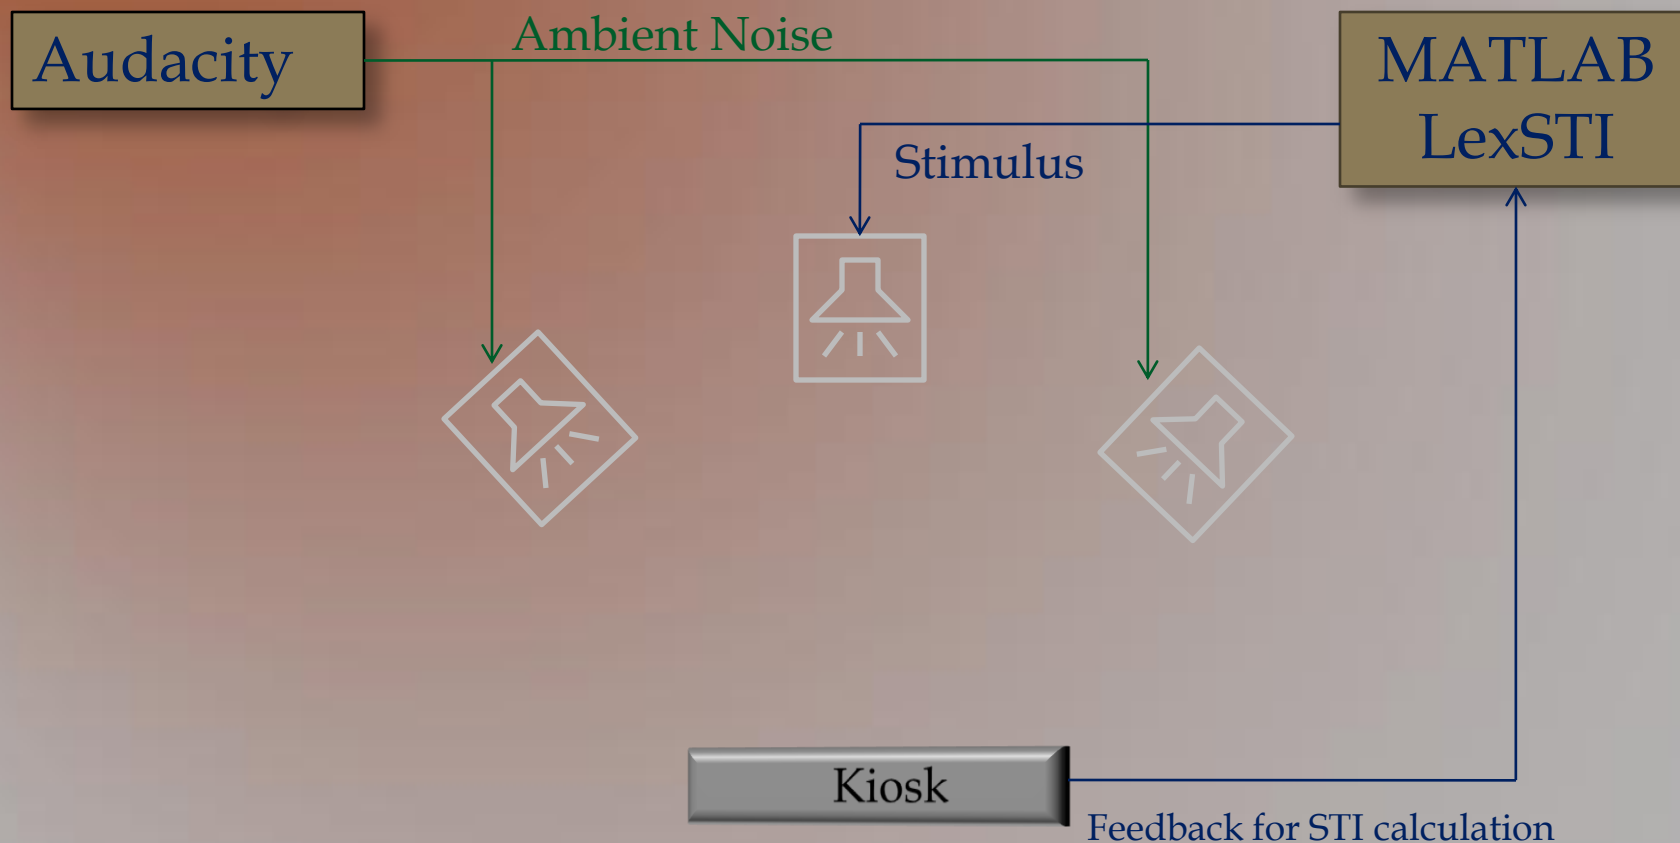 Audacity
Ambient Noise
MATLAB
LexSTI
Stimulus
Kiosk
Feedback for STI calculation